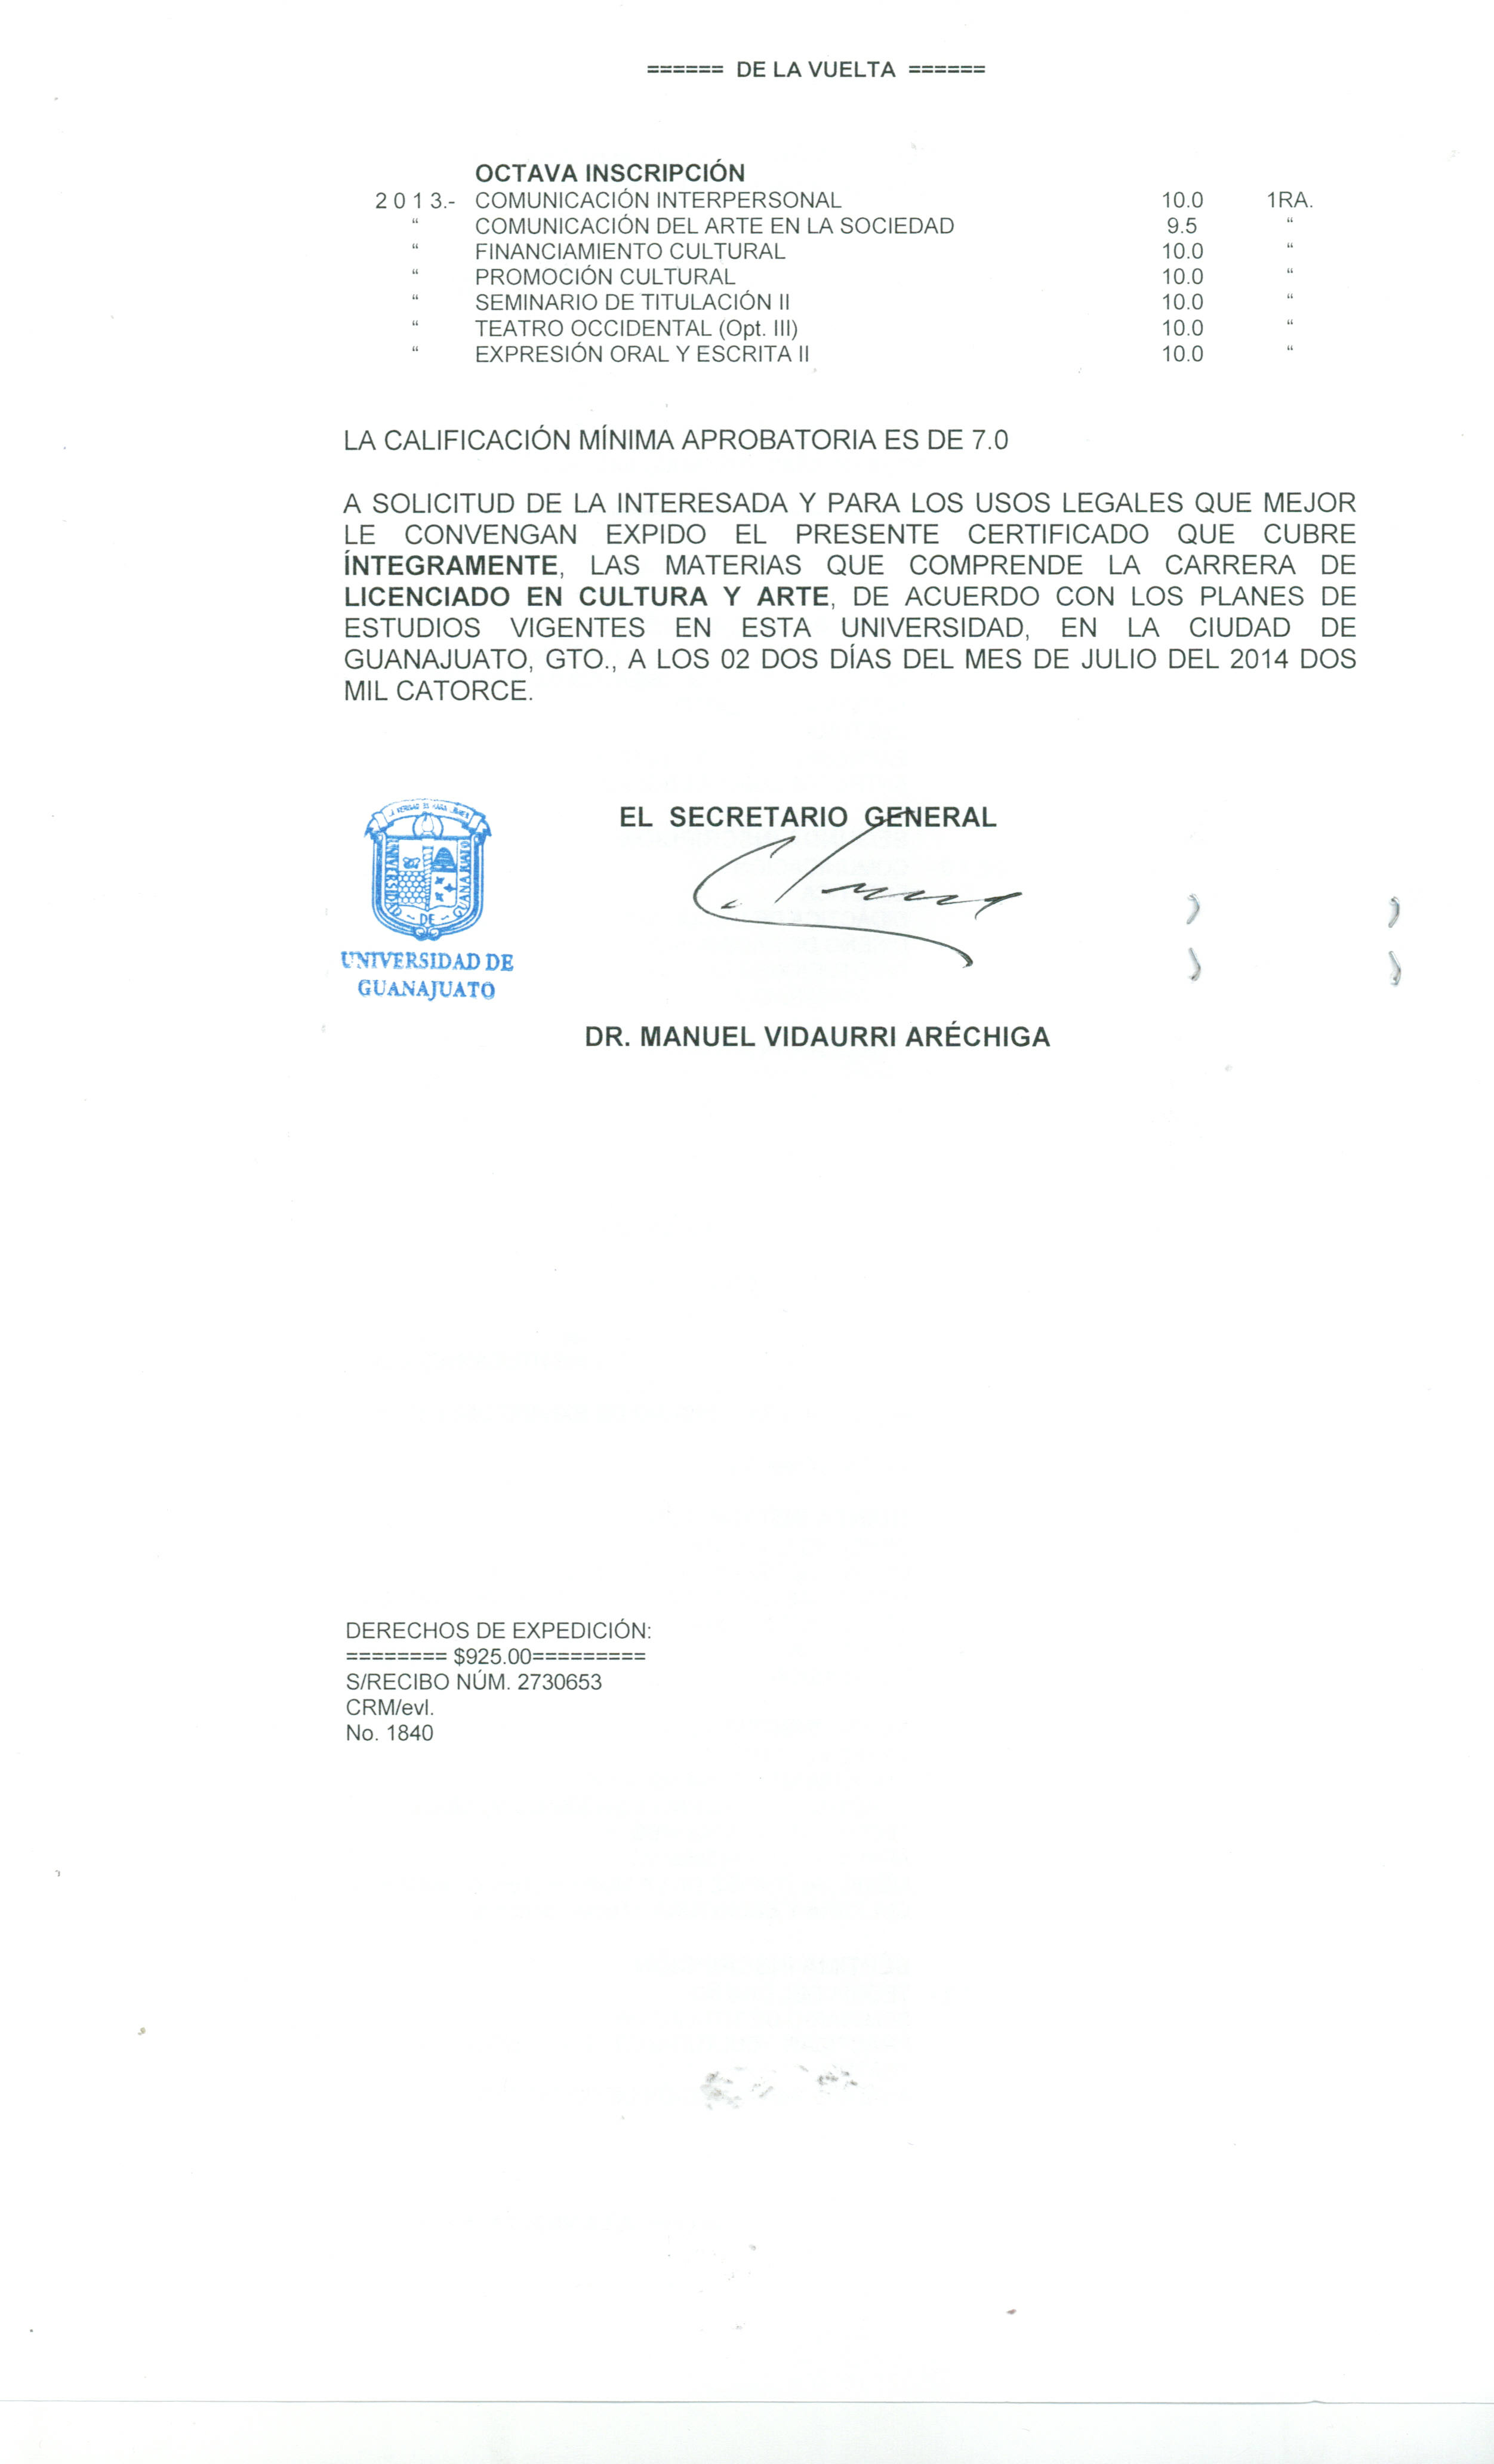 ====== DE LA VUELTA ======
OCTAVA INSCRIPCIÓN
2 0 1 3.- COMUNICACIÓN INTERPERSONAL 10.0 1RA.
“ COMUNICACIÓN DEL ARTE EN LA SOCIEDAD 9.5 “
“ FINANCIAMIENTO CULTURAL 10.0 “
“ PROMOCIÓN CULTURAL 10.0 “
“ SEMINARIO DE TITULACIÓN II 10.0 “
“ TEATRO OCCIDENTAL (Opt. III) 10.0 “
“ EXPRESIÓN ORAL Y ESCRITA II 10.0 “
LA CALIFICACIÓN MÍNIMA APROBATORIA ES DE 7.0
A SOLICITUD DE LA INTERESADA Y PARA LOS USOS LEGALES QUE MEJOR
LE CONVENGAN EXPIDO EL PRESENTE CERTIFICADO QUE CUBRE
ÍNTEGRAMENTE, LAS MATERIAS QUE COMPRENDE LA CARRERA DE
LICENCIADO EN CULTURA Y ARTE, DE ACUERDO CON LOS PLANES DE
ESTUDIOS VIGENTES EN ESTA UNIVERSIDAD, EN LA CIUDAD DE
GUANAJUATO, GTO., A LOS 02 DOS DÍAS DEL MES DE JULIO DEL 2014 DOS
MIL CATORCE.
EL SECRETARIO GENERAL
UNIVERSIDAD DE GUANAJUATO
UNIVERSIDAD DE
GUANAJUATO
DR. MANUEL VIDAURRI ARÉCHIGA
DERECHOS DE EXPEDICIÓN:
======== $925.00=========
S/RECIBO NÚM. 2730653
CRM/evl.
No. 1840